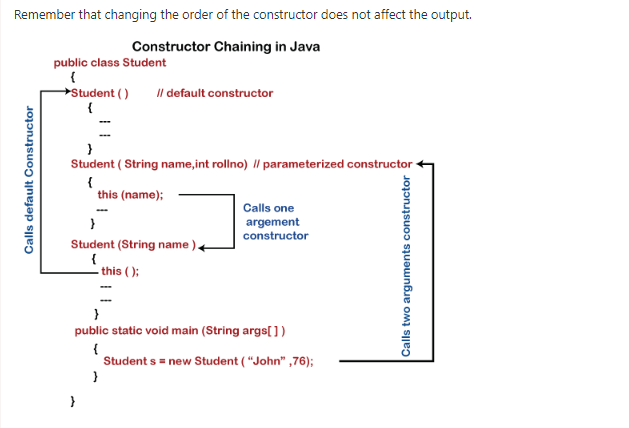 Remember that changing the order of the constructor does not affect the output.
Constructor Chaining in Java
public class Student
{
Student ( ) // default constructor
{
---
---
}
Student ( String name,int rollno) // parameterized constructor
{
this (name);
---
}
Student (String name )
{
this ( );
---
---
}
public static void main (String args[ ] )
{
Student s = new Student ( “John” ,76);
}
}
Calls default Constructor
Calls one
argement
constructor
Calls two arguments constructor